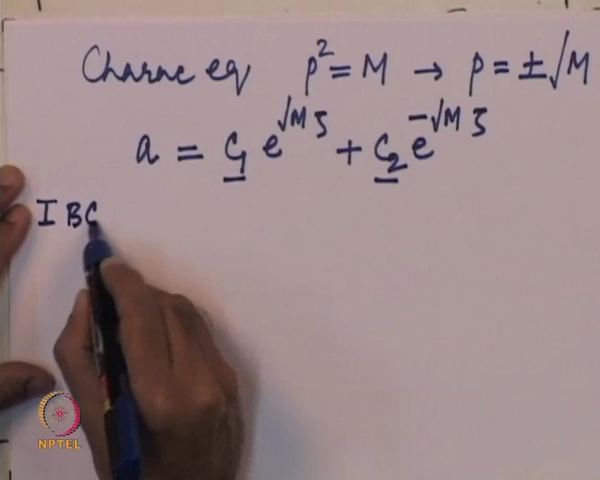 Charac eq p² = M → p = ±√M
a = C₁ e^{√M ζ} + C₂ e^{-√M ζ}
I BC
NPTEL